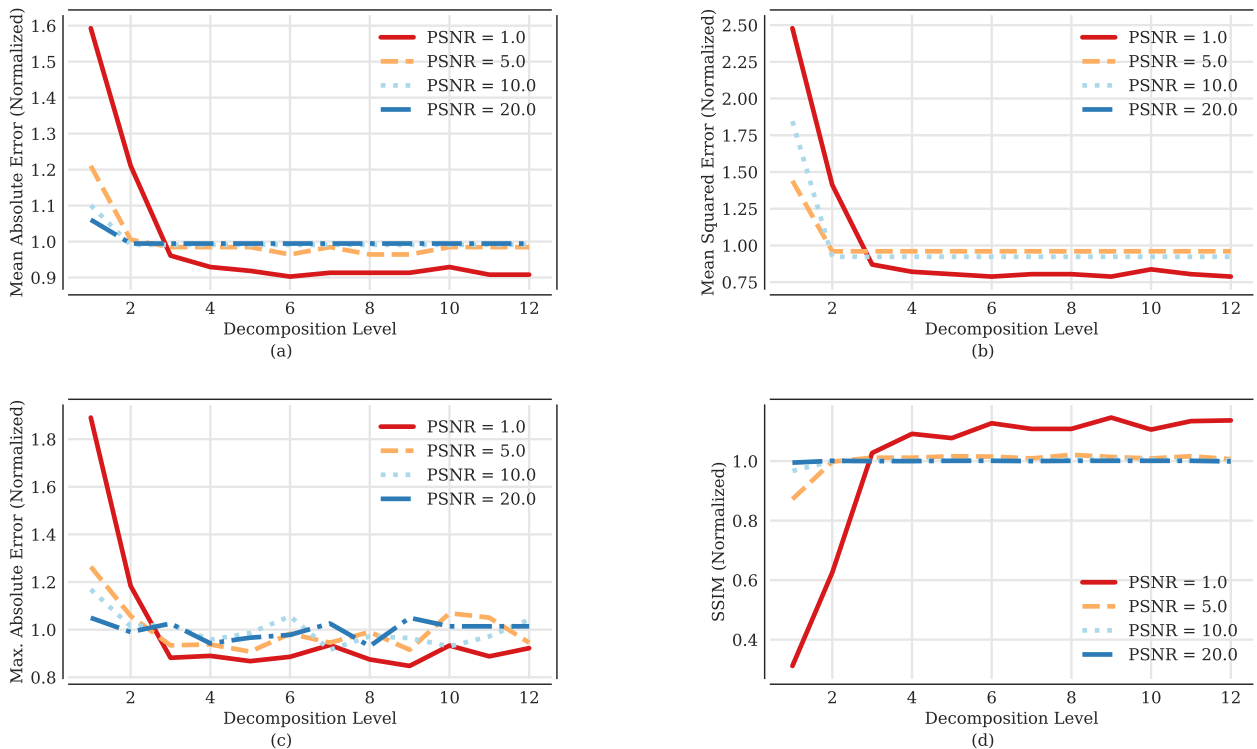 Mean Absolute Error (Normalized)
1.6
1.5
1.4
1.3
1.2
1.1
1.0
0.9
PSNR = 1.0
PSNR = 5.0
PSNR = 10.0
PSNR = 20.0
2 4 6 8 10 12
Decomposition Level
(a)
Mean Squared Error (Normalized)
2.50
2.25
2.00
1.75
1.50
1.25
1.00
0.75
PSNR = 1.0
PSNR = 5.0
PSNR = 10.0
PSNR = 20.0
2 4 6 8 10 12
Decomposition Level
(b)
Max. Absolute Error (Normalized)
1.8
1.6
1.4
1.2
1.0
0.8
PSNR = 1.0
PSNR = 5.0
PSNR = 10.0
PSNR = 20.0
2 4 6 8 10 12
Decomposition Level
(c)
SSIM (Normalized)
1.0
0.8
0.6
0.4
PSNR = 1.0
PSNR = 5.0
PSNR = 10.0
PSNR = 20.0
2 4 6 8 10 12
Decomposition Level
(d)